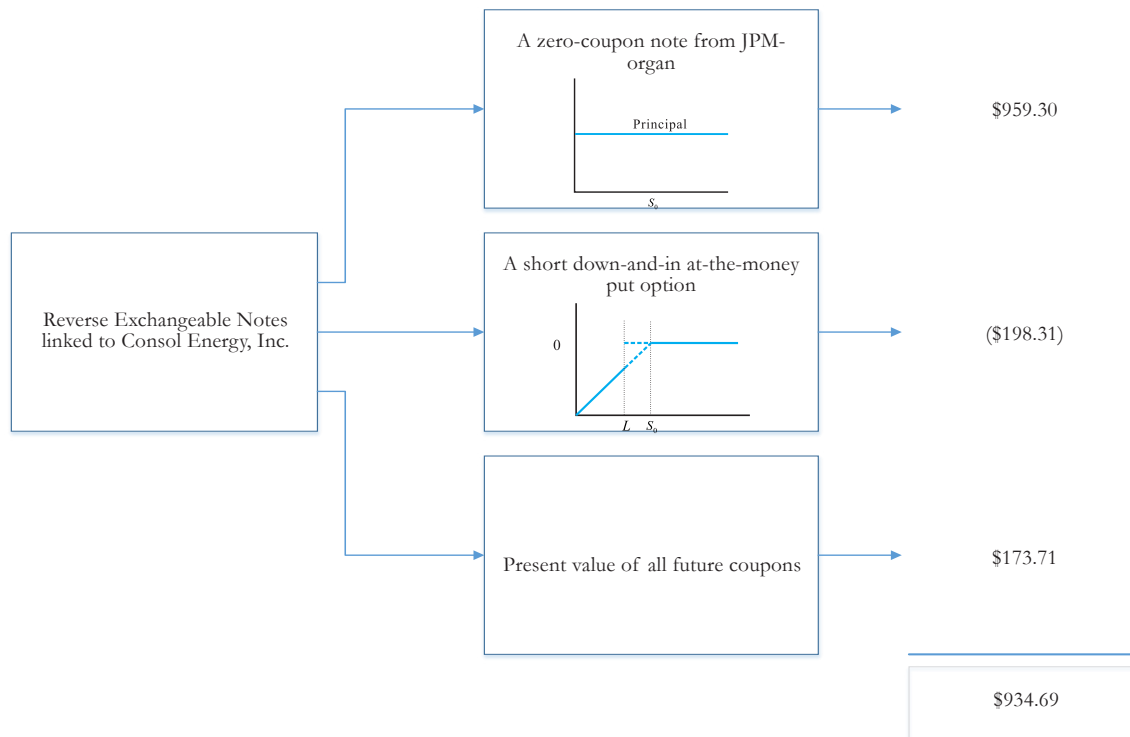 A zero-coupon note from JPM-
organ
Principal
S₀
$959.30
Reverse Exchangeable Notes
linked to Consol Energy, Inc.
A short down-and-in at-the-money
put option
0
L S₀
($198.31)
Present value of all future coupons
$173.71
$934.69